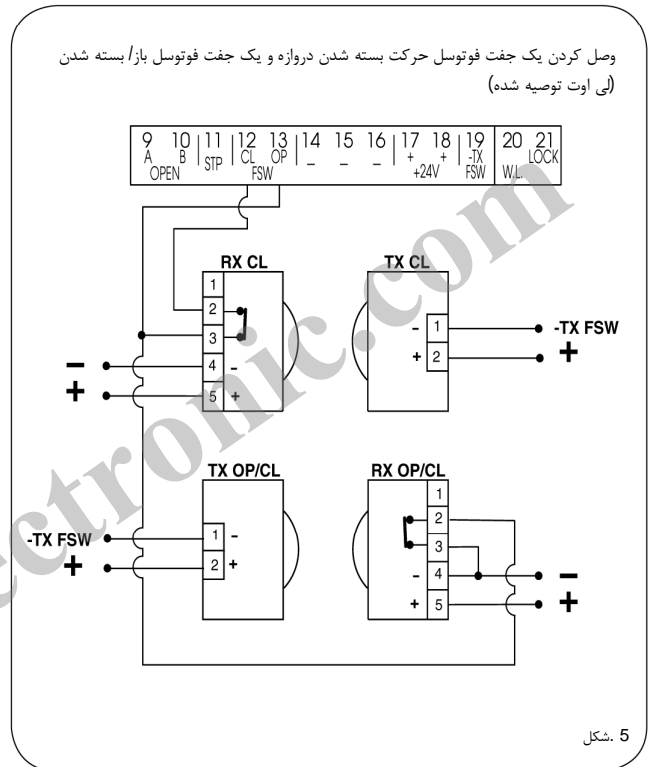 وصل کردن یک جفت فوتوسل حرکت بسته شدن دروازه و یک جفت فوتوسل باز/ بسته شدن
(لی اوت توصیه شده)
9 10 11 12 13 14 15 16 17 18 19 20 21
A B STP CL OP – – – + + -TX LOCK
OPEN FSW +24V FSW W.L.
RX CL TX CL
1
2
3
4 -
5 +
- 1
+ 2
-TX FSW
+
–
+
TX OP/CL RX OP/CL
-TX FSW
+
1 -
2 +
1
2
3
- 4
+ 5
–
+
ectronic.com
5 .شکل